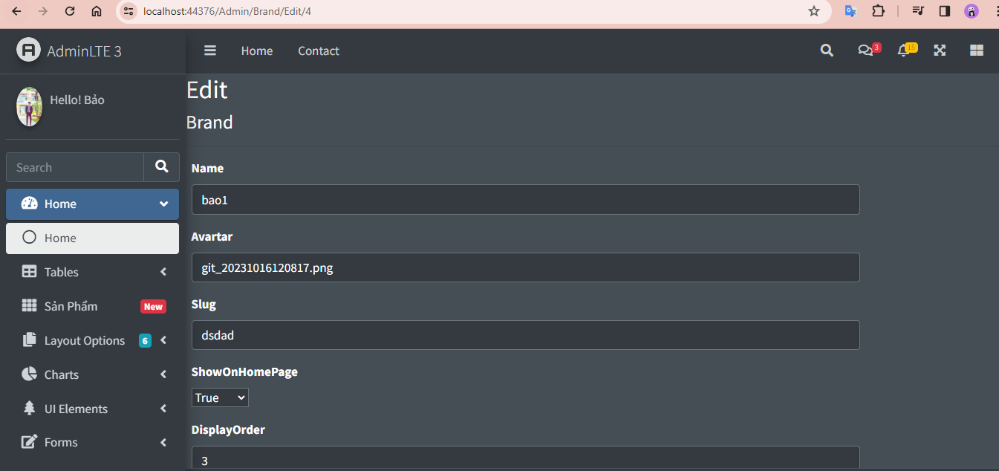 localhost:44376/Admin/Brand/Edit/4
AdminLTE 3
Home
Contact
3
15
Hello! Bảo
Search
Home
Home
Tables
Sản Phẩm
New
Layout Options
6
Charts
UI Elements
Forms
Edit
Brand
Name
bao1
Avartar
git_20231016120817.png
Slug
dsdad
ShowOnHomePage
True
DisplayOrder
3